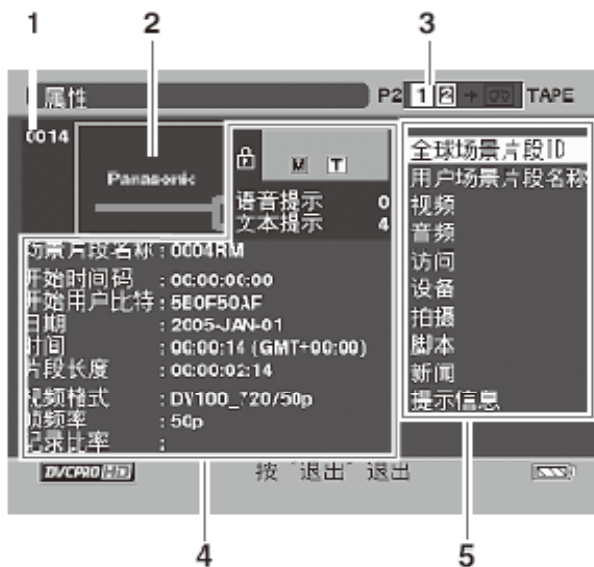 1 2 3
属性 P2 1 2 → TAPE
0014
Panasonic
M T
语音提示 0
文本提示 4
场景片段名称 : 0004RM
开始时间码 : 00:00:00:00
开始用户比特 : 5E0F50AF
日期 : 2005-JAN-01
时间 : 00:00:14 (GMT+00:00)
片段长度 : 00:00:02:14
视频格式 : DV100_720/50p
帧频率 : 50p
记录比率 :
全球场景片段ID
用户场景片段名称
视频
音频
访问
设备
拍摄
脚本
新闻
提示信息
DVCPRO HD 按“退出”退出
4 5